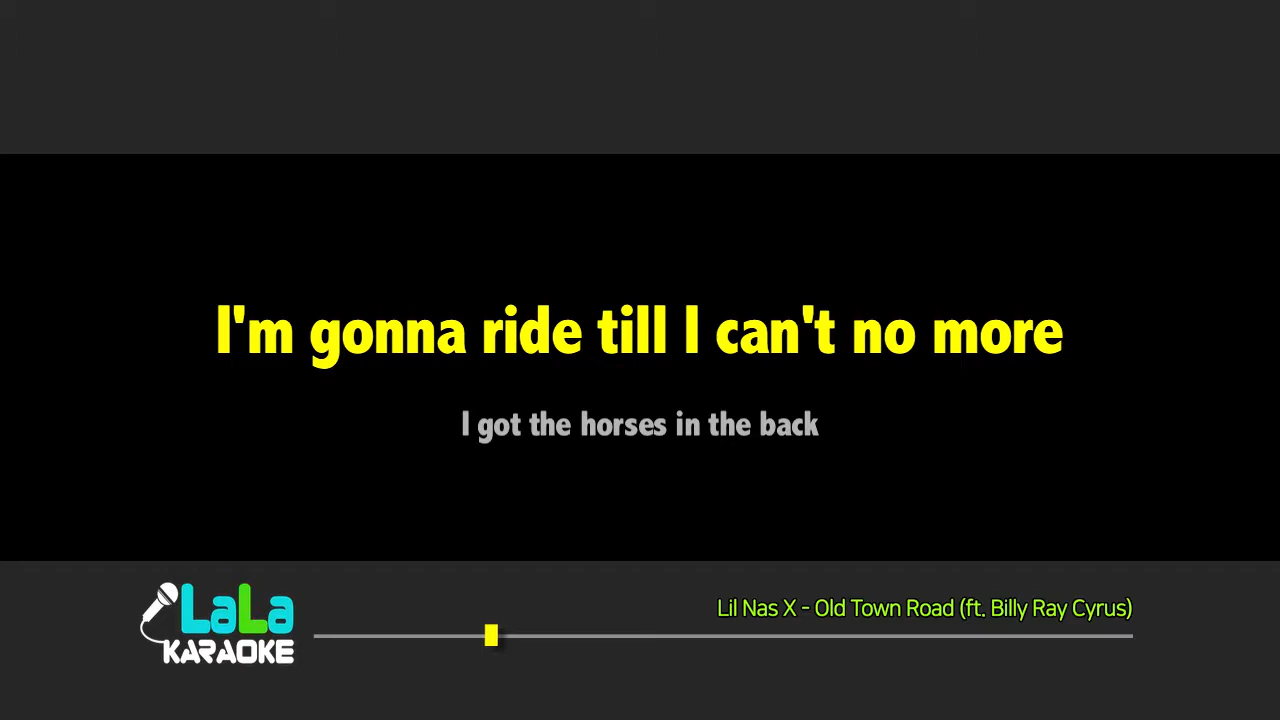 I'm gonna ride till I can't no more
I got the horses in the back
LaLa
KARAOKE
Lil Nas X - Old Town Road (ft. Billy Ray Cyrus)